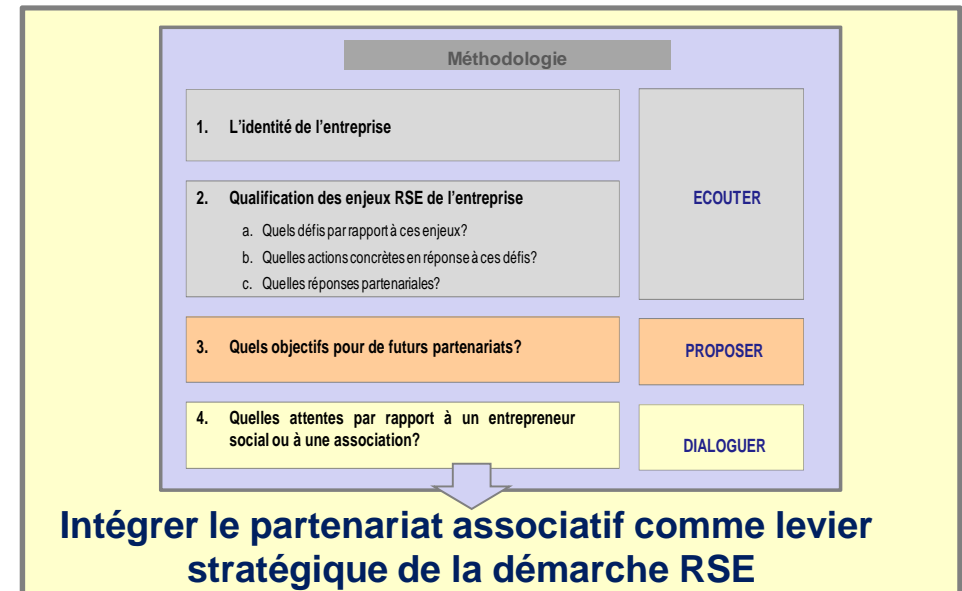 Méthodologie
1. L'identité de l'entreprise
2. Qualification des enjeux RSE de l'entreprise
a. Quels défis par rapport à ces enjeux?
b. Quelles actions concrètes en réponse à ces défis?
c. Quelles réponses partenariales?
ECOUTER
3. Quels objectifs pour de futurs partenariats?
PROPOSER
4. Quelles attentes par rapport à un entrepreneur
social ou à une association?
DIALOGUER
Intégrer le partenariat associatif comme levier
stratégique de la démarche RSE